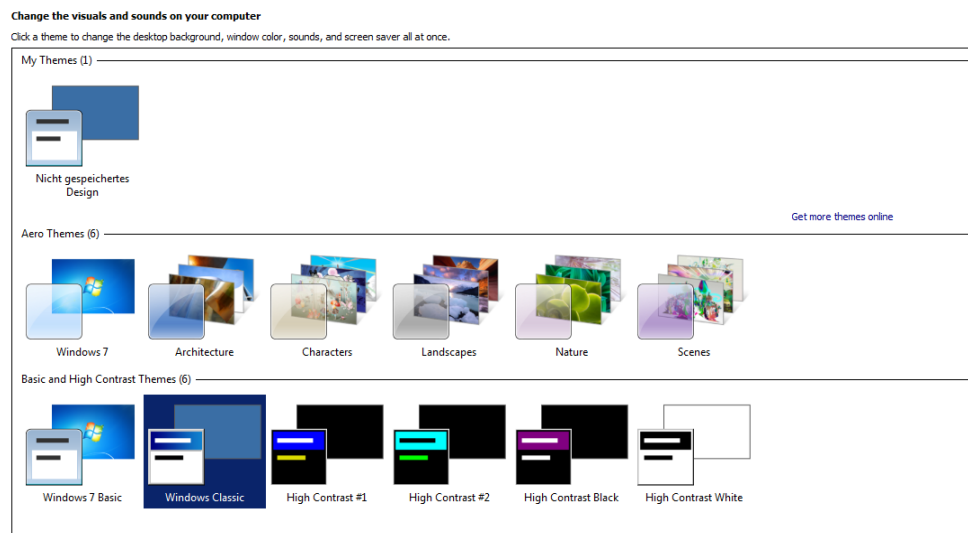 Change the visuals and sounds on your computer
Click a theme to change the desktop background, window color, sounds, and screen saver all at once.
My Themes (1)
Nicht gespeichertes
Design
Get more themes online
Aero Themes (6)
Windows 7
Architecture
Characters
Landscapes
Nature
Scenes
Basic and High Contrast Themes (6)
Windows 7 Basic
Windows Classic
High Contrast #1
High Contrast #2
High Contrast Black
High Contrast White